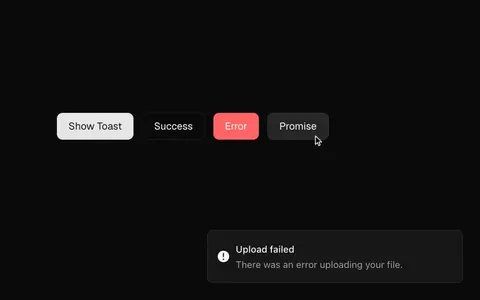 Show Toast
Success
Error
Promise
Upload failed
There was an error uploading your file.